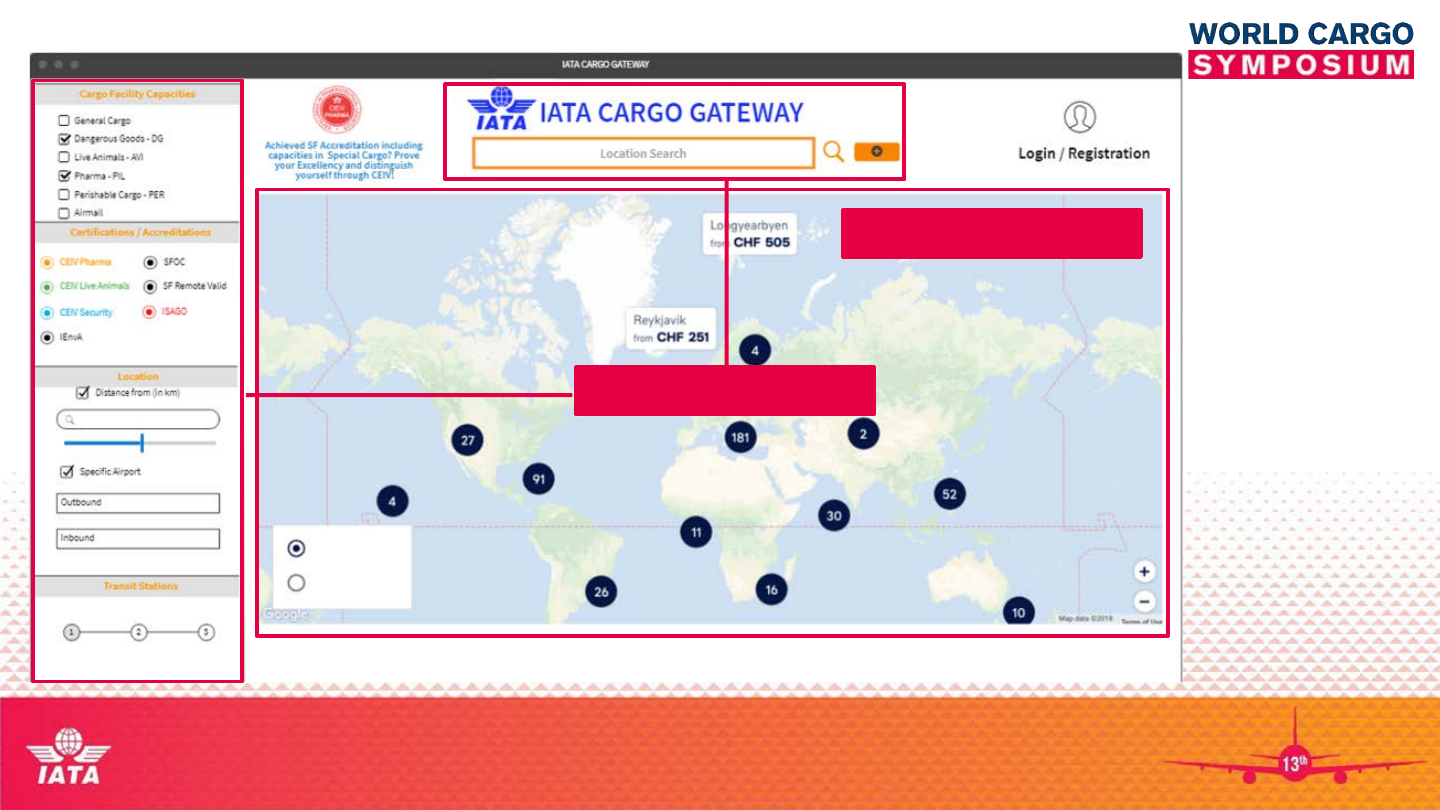 WORLD CARGO
SYMPOSIUM
IATA CARGO GATEWAY
Cargo Facility Capacities
General Cargo
Dangerous Goods - DG
Live Animals - AVI
Pharma - PIL
Perishable Cargo - PER
Airmail
Certifications / Accreditations
CEIV Pharma
SFOC
CEIV Live Animals
SF Remote Valid
CEIV Security
ISAGO
IEnvA
Location
Distance from (in km)
Specific Airport
Outbound
Inbound
Transit Stations
1
2
3
CEIV
PHARMA
Achieved SF Accreditation including
capacities in Special Cargo? Prove
your Excellency and distinguish
yourself through CEIV!
IATA
IATA CARGO GATEWAY
Location Search
Login / Registration
Longyearbyen
from CHF 505
Reykjavik
from CHF 251
4
27
181
2
91
4
52
30
11
26
16
10
+
−
Google
Map data ©2018
Terms of Use
IATA
13th